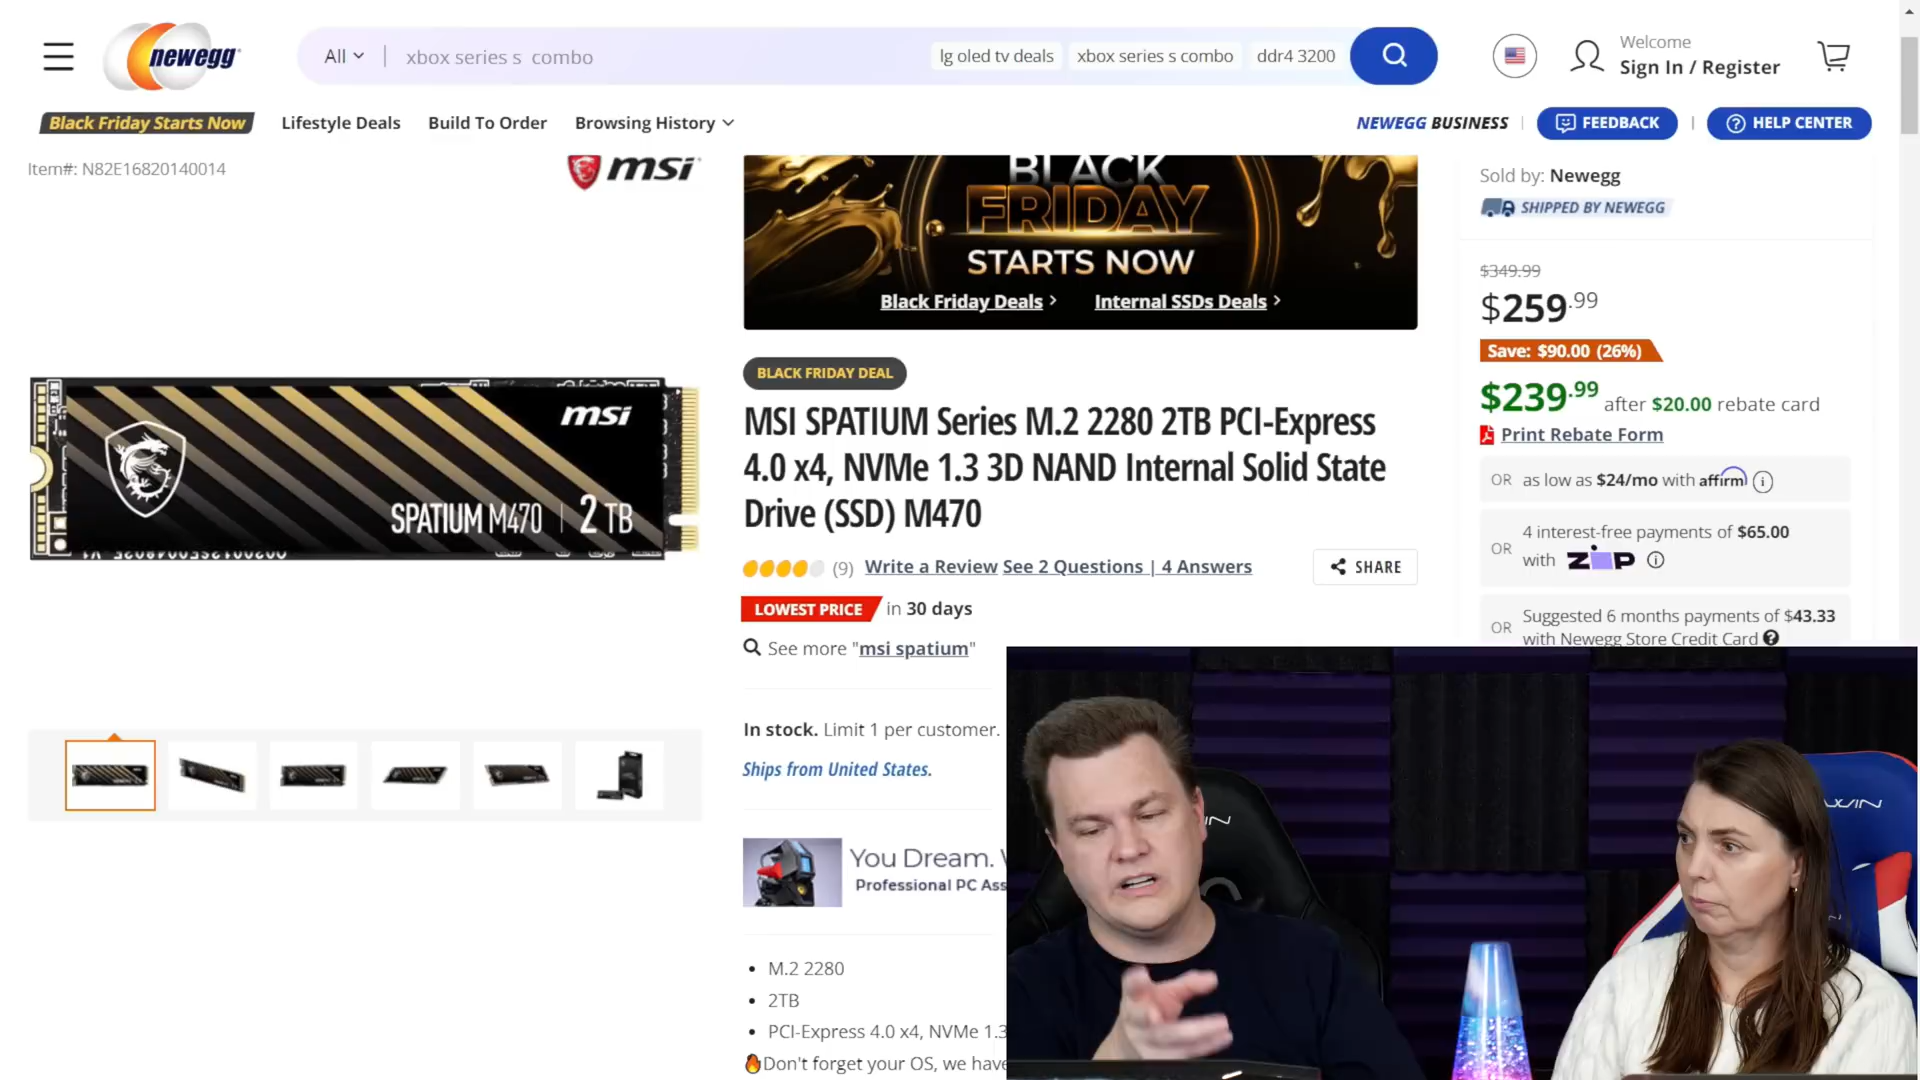 newegg
All
xbox series s combo
lg oled tv deals
xbox series s combo
ddr4 3200
Welcome
Sign In / Register
Black Friday Starts Now
Lifestyle Deals
Build To Order
Browsing History
NEWEGG BUSINESS
FEEDBACK
HELP CENTER
Item#: N82E16820140014
msi
BLACK
FRIDAY
STARTS NOW
Black Friday Deals
Internal SSDs Deals
Sold by: Newegg
SHIPPED BY NEWEGG
$349.99
$259.99
Save: $90.00 (26%)
$239.99 after $20.00 rebate card
Print Rebate Form
OR as low as $24/mo with affirm
OR 4 interest-free payments of $65.00
with ZIP
OR Suggested 6 months payments of $43.33
with Newegg Store Credit Card
msi
SPATIUM M470 | 2 TB
BLACK FRIDAY DEAL
MSI SPATIUM Series M.2 2280 2TB PCI-Express
4.0 x4, NVMe 1.3 3D NAND Internal Solid State
Drive (SSD) M470
(9) Write a Review See 2 Questions | 4 Answers
SHARE
LOWEST PRICE in 30 days
See more "msi spatium"
In stock. Limit 1 per customer.
Ships from United States.
You Dream.
Professional PC Ass
• M.2 2280
• 2TB
• PCI-Express 4.0 x4, NVMe 1.3
Don't forget your OS, we have